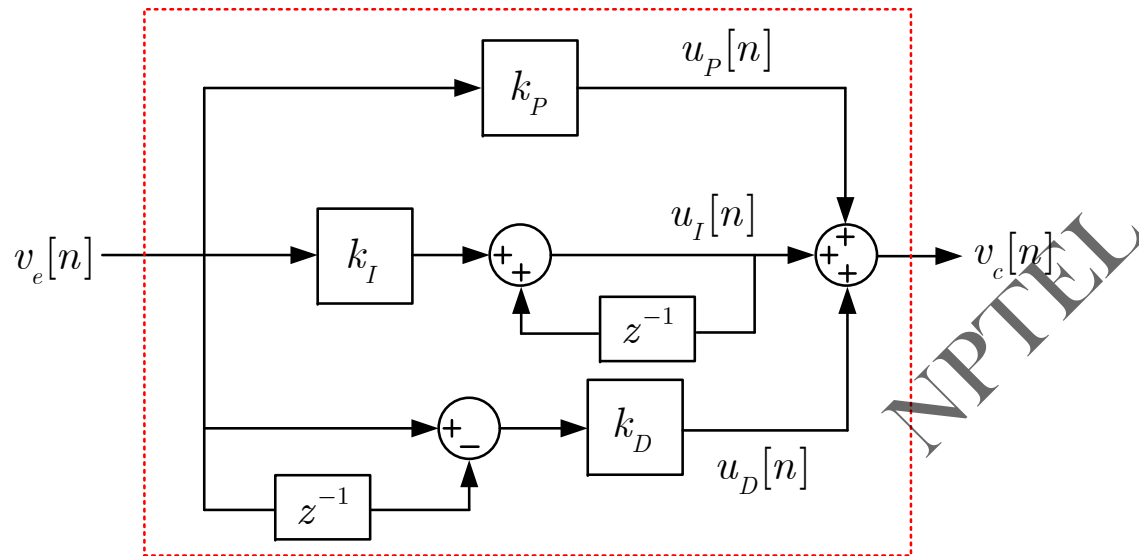 u_P[n]
k_P
u_I[n]
+
v_e[n]
k_I
+
+
+
+
v_c[n]
z^{-1}
NPTEL
+
−
k_D
u_D[n]
z^{-1}